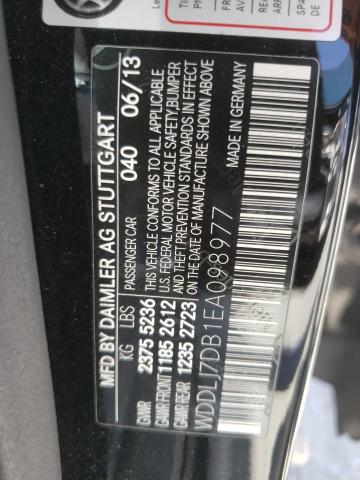 MFD BY DAIMLER AG STUTTGART
PASSENGER CAR 040 06/13
KG LBS THIS VEHICLE CONFORMS TO ALL APPLICABLE
GVWR 2375 5236 U.S. FEDERAL MOTOR VEHICLE SAFETY,BUMPER
GAWR FRONT 1185 2612 AND THEFT PREVENTION STANDARDS IN EFFECT
GAWR REAR 1235 2723 ON THE DATE OF MANUFACTURE SHOWN ABOVE
WDDLJ7DB1EA098977 MADE IN GERMANY